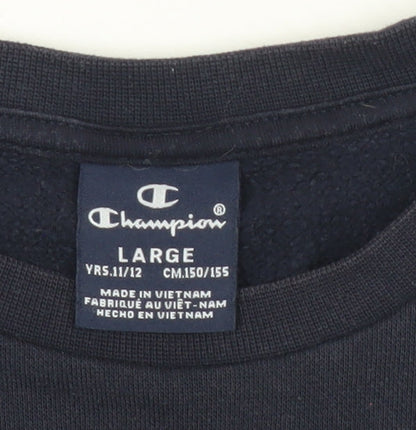 Champion®
LARGE
YRS.11/12 CM.150/155
MADE IN VIETNAM
FABRIQUÉ AU VIÊT-NAM
HECHO EN VIETNAM